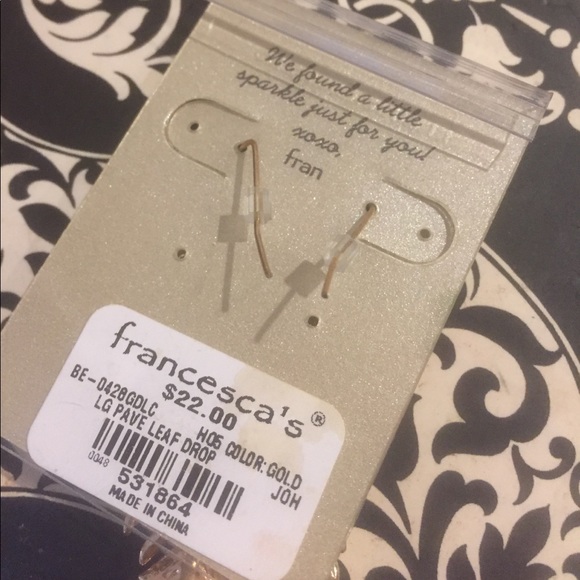 We found a little
sparkle just for you!
xoxo,
fran
francesca's®
$22.00
BE-0428GDLC H05 COLOR:GOLD
LG PAVE LEAF DROP JOH
0048
531864
MADE IN CHINA